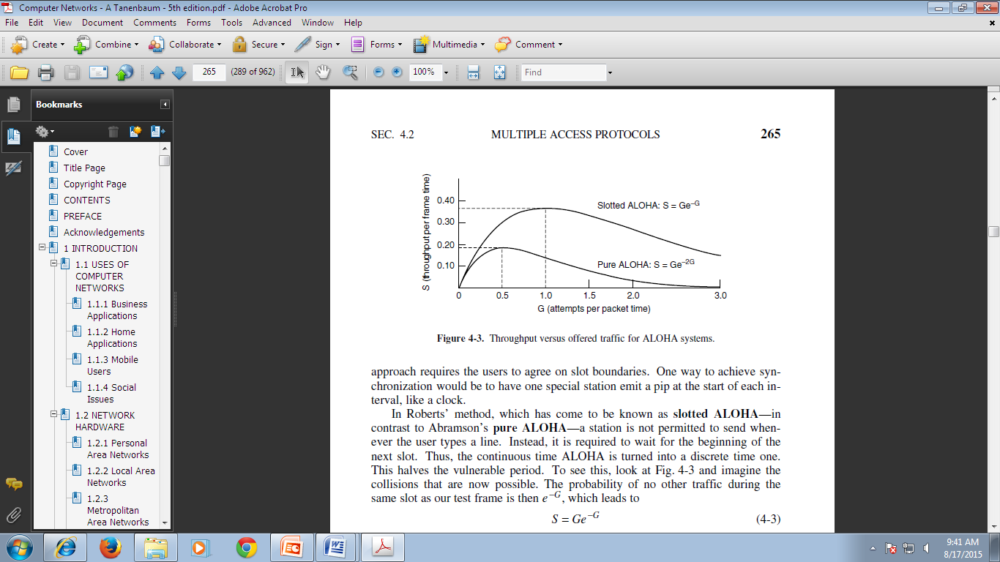 Computer Networks - A Tanenbaum - 5th edition.pdf - Adobe Acrobat Pro
File Edit View Document Comments Forms Tools Advanced Window Help
Create Combine Collaborate Secure Sign Forms Multimedia Comment
265 (289 of 962) 100% Find
Bookmarks
Cover
Title Page
Copyright Page
CONTENTS
PREFACE
Acknowledgements
1 INTRODUCTION
1.1 USES OF
COMPUTER
NETWORKS
1.1.1 Business
Applications
1.1.2 Home
Applications
1.1.3 Mobile
Users
1.1.4 Social
Issues
1.2 NETWORK
HARDWARE
1.2.1 Personal
Area Networks
1.2.2 Local Area
Networks
1.2.3
Metropolitan
Area Networks
SEC. 4.2 MULTIPLE ACCESS PROTOCOLS 265
S (throughput per frame time)
0.40
0.30
0.20
0.10
Slotted ALOHA: S = Ge–G
Pure ALOHA: S = Ge–2G
0 0.5 1.0 1.5 2.0 3.0
G (attempts per packet time)
Figure 4-3. Throughput versus offered traffic for ALOHA systems.
approach requires the users to agree on slot boundaries. One way to achieve syn-
chronization would be to have one special station emit a pip at the start of each in-
terval, like a clock.
In Roberts’ method, which has come to be known as slotted ALOHA—in
contrast to Abramson’s pure ALOHA—a station is not permitted to send when-
ever the user types a line. Instead, it is required to wait for the beginning of the
next slot. Thus, the continuous time ALOHA is turned into a discrete time one.
This halves the vulnerable period. To see this, look at Fig. 4-3 and imagine the
collisions that are now possible. The probability of no other traffic during the
same slot as our test frame is then e–G, which leads to
S = Ge–G (4-3)
9:41 AM
8/17/2015